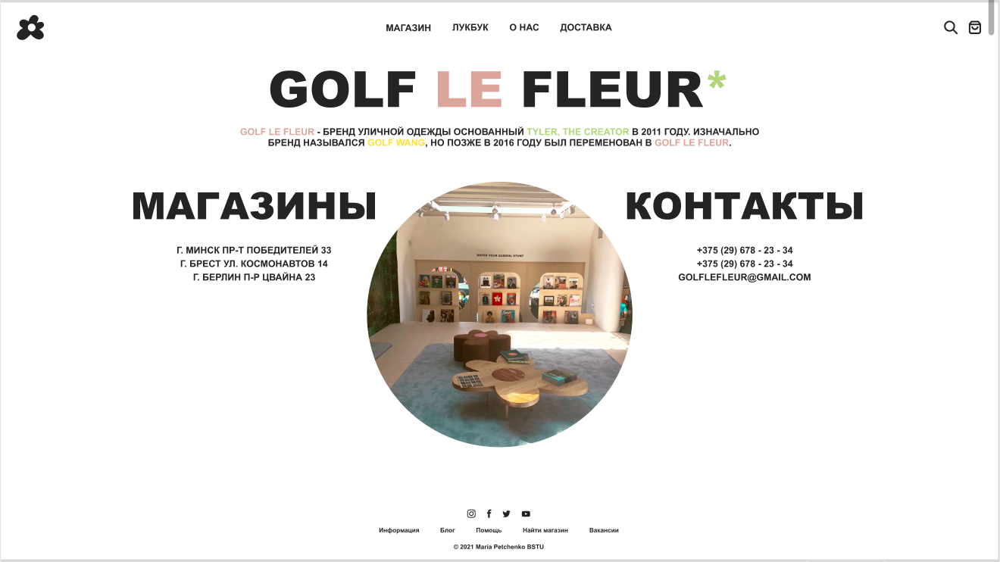 МАГАЗИН ЛУКБУК О НАС ДОСТАВКА
GOLF LE FLEUR*
GOLF LE FLEUR - БРЕНД УЛИЧНОЙ ОДЕЖДЫ ОСНОВАННЫЙ TYLER, THE CREATOR В 2011 ГОДУ. ИЗНАЧАЛЬНО
БРЕНД НАЗЫВАЛСЯ GOLF WANG, НО ПОЗЖЕ В 2016 ГОДУ БЫЛ ПЕРЕМЕНОВАН В GOLF LE FLEUR.
МАГАЗИНЫ
Г. МИНСК ПР-Т ПОБЕДИТЕЛЕЙ 33
Г. БРЕСТ УЛ. КОСМОНАВТОВ 14
Г. БЕРЛИН П-Р ЦВАЙНА 23
WATER YOUR GARDEN, STUNT
КОНТАКТЫ
+375 (29) 678 - 23 - 34
+375 (29) 678 - 23 - 34
GOLFLEFLEUR@GMAIL.COM
Информация Блог Помощь Найти магазин Вакансии
© 2021 Maria Petchenko BSTU